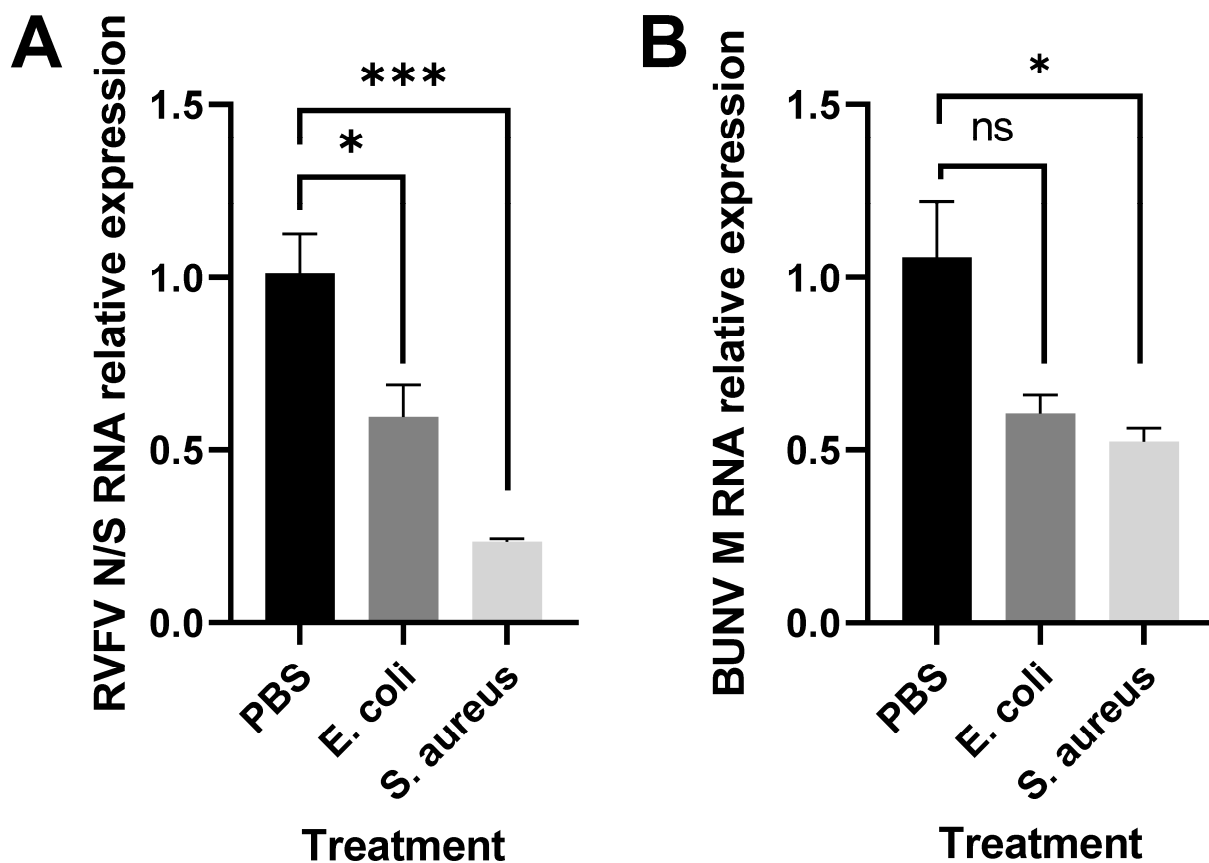 A
RVFV N/S RNA relative expression
1.5
1.0
0.5
0.0
***
*
PBS
E. coli
S. aureus
Treatment
B
BUNV M RNA relative expression
1.5
1.0
0.5
0.0
*
ns
PBS
E. coli
S. aureus
Treatment